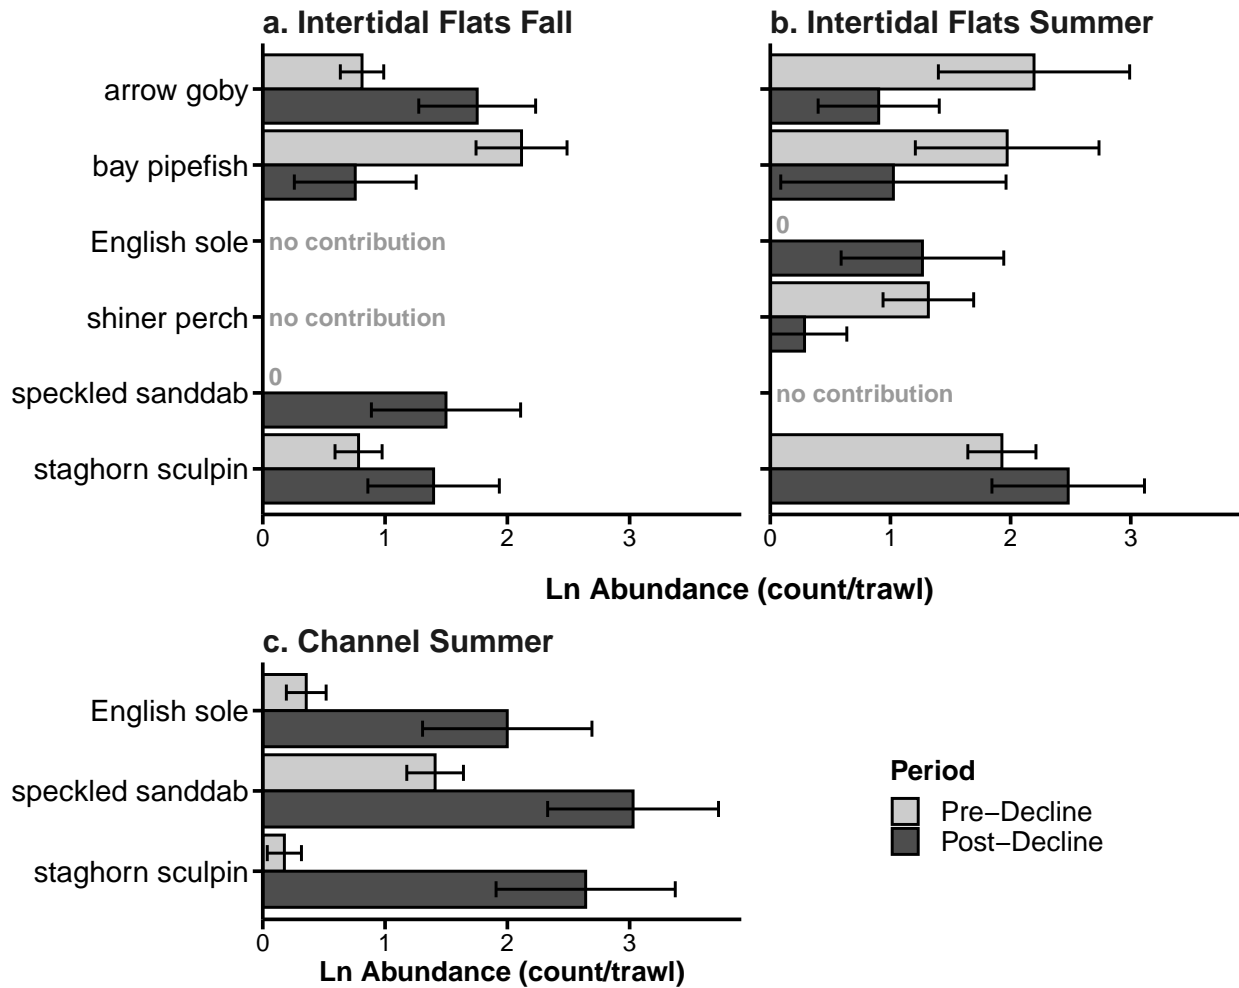 a. Intertidal Flats Fall
b. Intertidal Flats Summer
arrow goby
bay pipefish
English sole
no contribution
0
shiner perch
no contribution
speckled sanddab
0
no contribution
staghorn sculpin
0 1 2 3
0 1 2 3
Ln Abundance (count/trawl)
c. Channel Summer
English sole
speckled sanddab
staghorn sculpin
0 1 2 3
Ln Abundance (count/trawl)
Period
Pre−Decline
Post−Decline